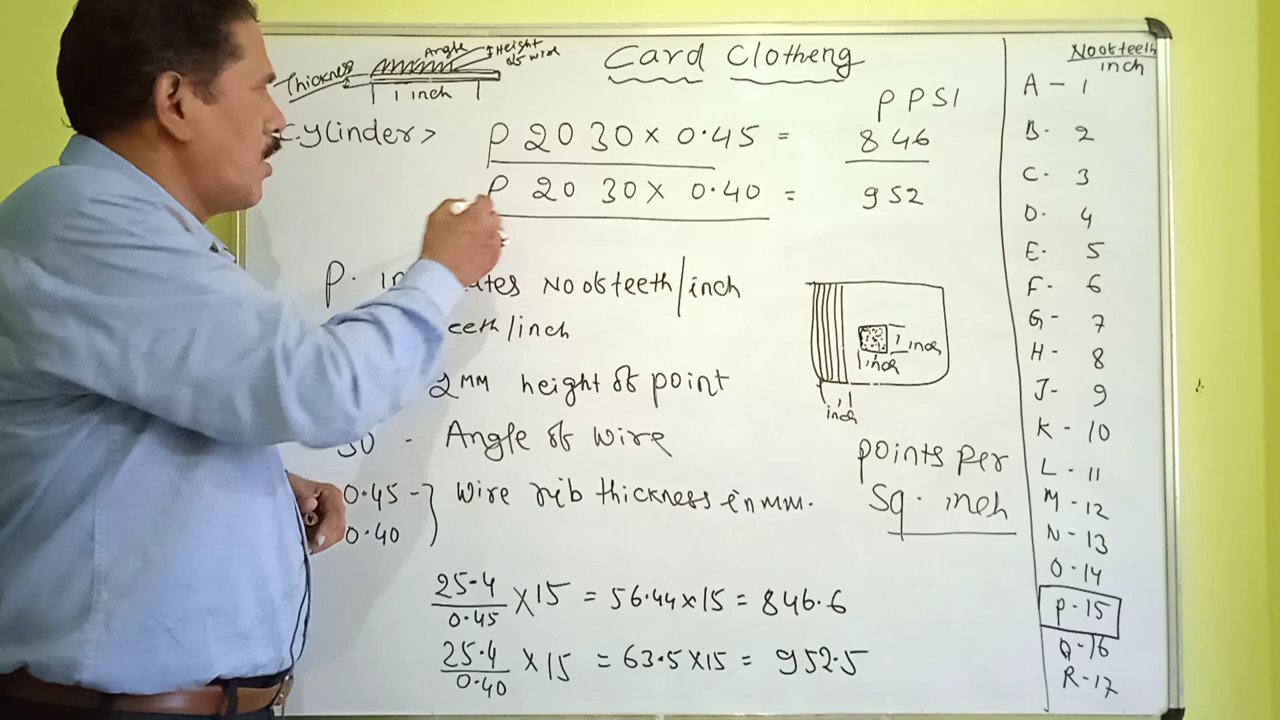 Card Clotheng
Thickness
Angle
Height
of wire
1 inch
Cylinder >
PPSI
P 20 30 × 0.45 = 846
P 20 30 × 0.40 = 952
P. No of teeth/inch
teeth/inch
2 MM height of point
30 - Angle of wire
0.45 -
0.40
wire rib thickness in mm.
1 inch
1 inch
1 inch
points per
Sq. inch
25.4/0.45 × 15 = 56.44 × 15 = 846.6
25.4/0.40 × 15 = 63.5 × 15 = 952.5
No of teeth/
inch
A - 1
B. 2
C. 3
D. 4
E. 5
F. 6
G - 7
H. 8
J. 9
K - 10
L - 11
M - 12
N - 13
O - 14
P - 15
Q - 16
R - 17